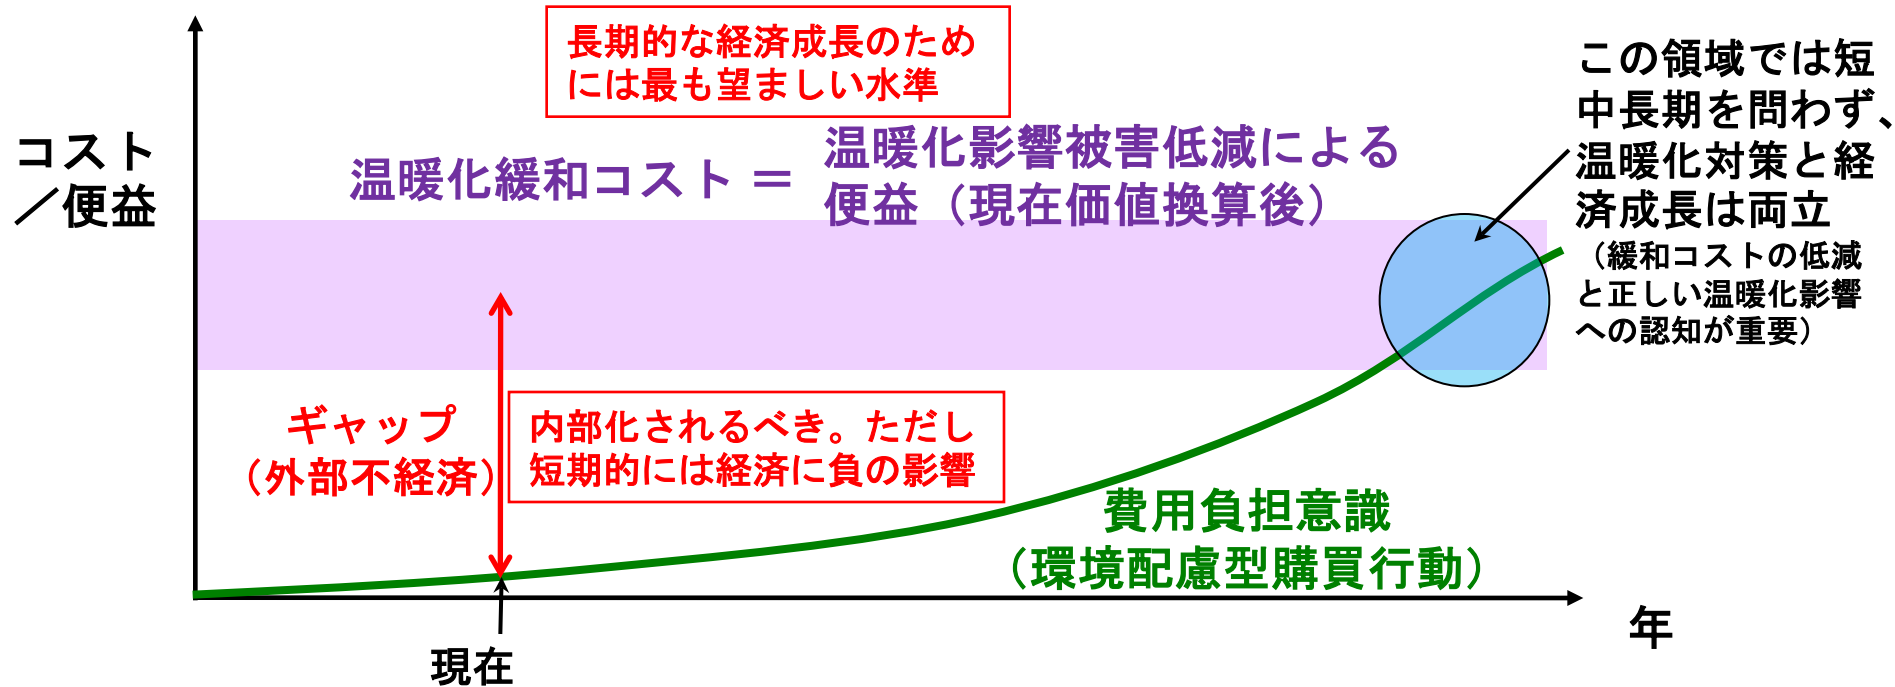 長期的な経済成長のため
には最も望ましい水準
コスト
／便益
温暖化緩和コスト＝
温暖化影響被害低減による
便益（現在価値換算後）
この領域では短
中長期を問わず、
温暖化対策と経
済成長は両立
（緩和コストの低減
と正しい温暖化影響
への認知が重要）
ギャップ
（外部不経済）
内部化されるべき。ただし
短期的には経済に負の影響
費用負担意識
（環境配慮型購買行動）
年
現在